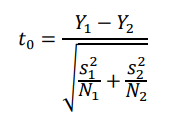 t₀ = (Y₁ − Y₂) / √(s₁²/N₁ + s₂²/N₂)